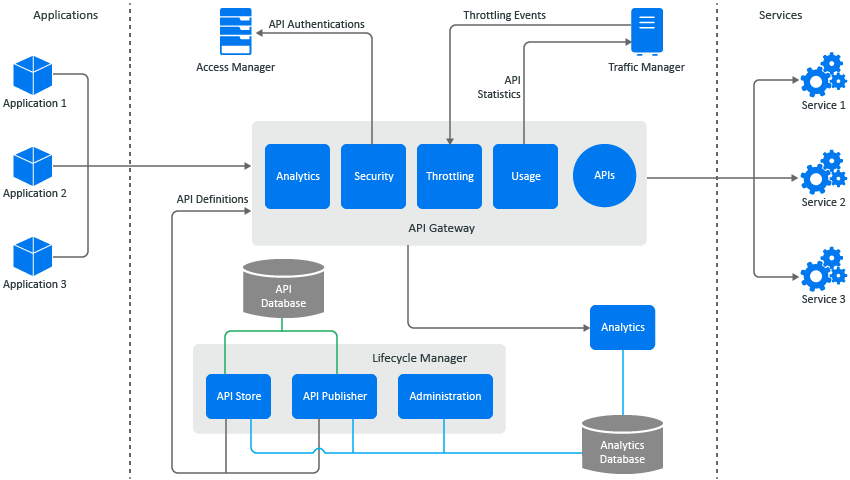 Applications
Services
API Authentications
Throttling Events
Access Manager
Traffic Manager
API
Statistics
Application 1
Service 1
Analytics
Security
Throttling
Usage
APIs
Application 2
Service 2
API Definitions
API Gateway
Application 3
Service 3
API
Database
Analytics
Lifecycle Manager
API Store
API Publisher
Administration
Analytics
Database